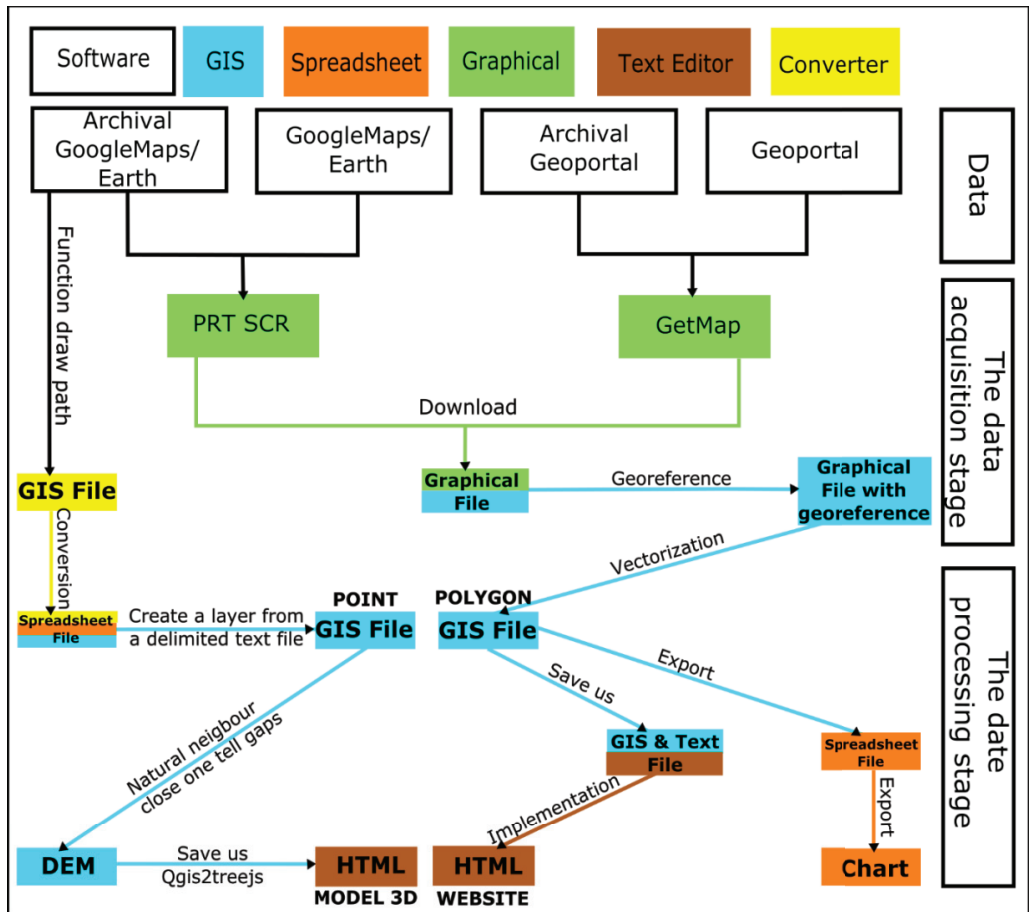 Software
GIS
Spreadsheet
Graphical
Text Editor
Converter
Archival
GoogleMaps/
Earth
GoogleMaps/
Earth
Archival
Geoportal
Geoportal
Data
Function draw path
PRT SCR
GetMap
The data
acquisition stage
Download
GIS File
Graphical
File
Georeference
Graphical
File with
georeference
Conversion
Vectorization
Spreadsheet
File
Create a layer from
a delimited text file
POINT
GIS File
POLYGON
GIS File
The date
processing stage
Export
Save us
Natural neigbour
close one tell gaps
GIS & Text
File
Spreadsheet
File
Implementation
Export
DEM
Save us
Qgis2treejs
HTML
MODEL 3D
HTML
WEBSITE
Chart